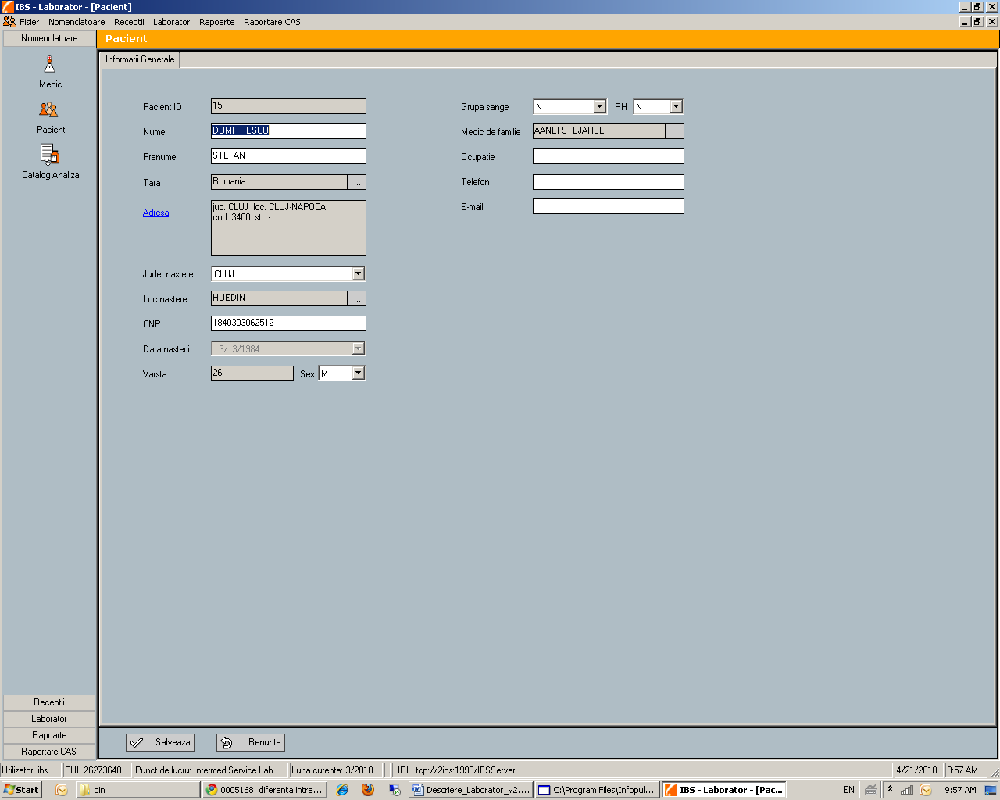 IBS - Laborator - [Pacient]
Fisier Nomenclatoare Receptii Laborator Rapoarte Raportare CAS
Nomenclatoare
Medic
Pacient
Catalog Analiza
Receptii
Laborator
Rapoarte
Raportare CAS
Pacient
Informatii Generale
Pacient ID 15
Nume DUMITRESCU
Prenume STEFAN
Tara Romania ...
Adresa jud. CLUJ loc. CLUJ-NAPOCA
cod 3400 str. -
Judet nastere CLUJ
Loc nastere HUEDIN ...
CNP 1840303062512
Data nasterii 3/ 3/1984
Varsta 26 Sex M
Grupa sange N RH N
Medic de familie AANEI STEJAREL ...
Ocupatie
Telefon
E-mail
Salveaza Renunta
Utilizator: ibs CUI: 26273640 Punct de lucru: Intermed Service Lab Luna curenta: 3/2010 URL: tcp://2ibs:1998/IBSServer 4/21/2010 9:57 AM
Start bin 0005168: diferenta intre... Descriere_Laborator_v2.... C:\Program Files\Infopul... IBS - Laborator - [Pac... EN 9:57 AM